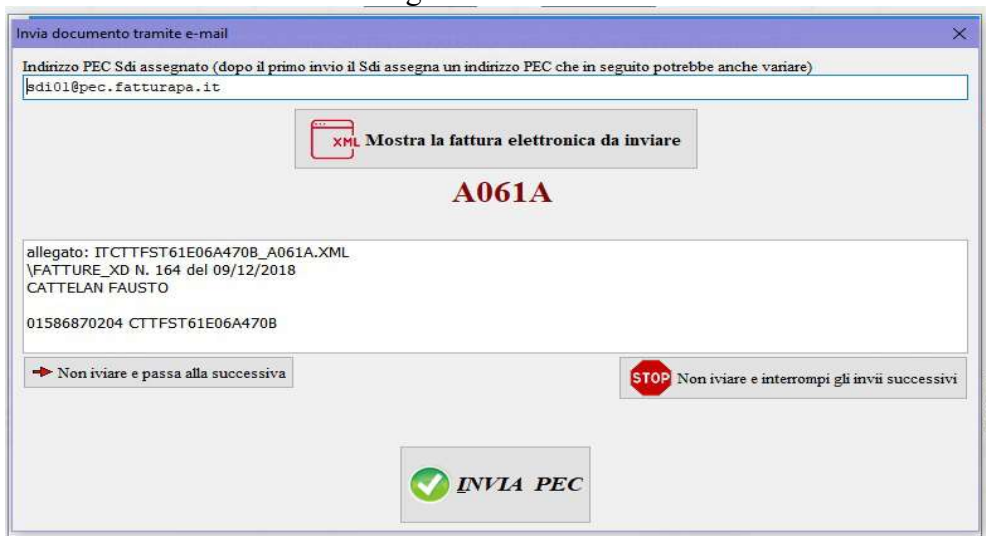 Invia documento tramite e-mail
Indirizzo PEC Sdi assegnato (dopo il primo invio il Sdi assegna un indirizzo PEC che in seguito potrebbe anche variare)
sdi01@pec.fatturapa.it
XML Mostra la fattura elettronica da inviare
A061A
allegato: ITCTTFST61E06A470B_A061A.XML
\FATTURE_XD N. 164 del 09/12/2018
CATTELAN FAUSTO
01586870204 CTTFST61E06A470B
Non iviare e passa alla successiva
STOP Non iviare e interrompi gli invii successivi
INVIA PEC